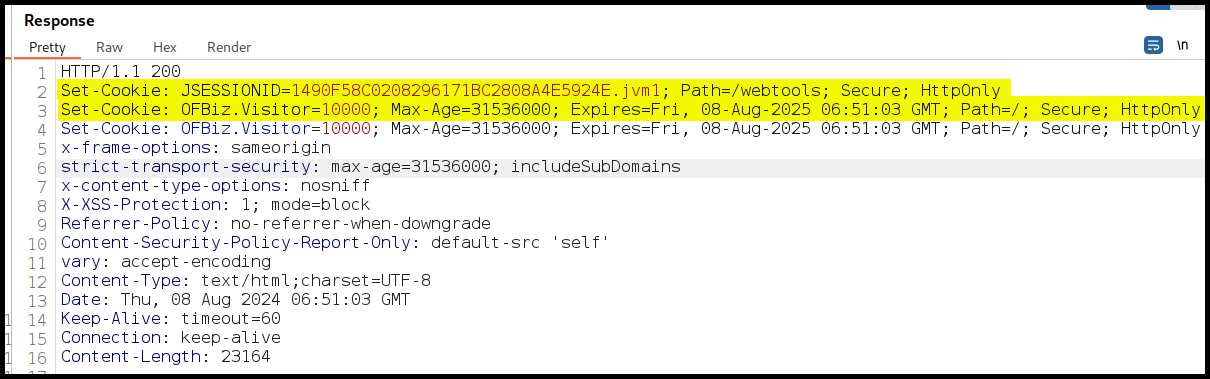 Response
Pretty Raw Hex Render \n
1 HTTP/1.1 200
2 Set-Cookie: JSESSIONID=1490F58C0208296171BC2808A4E5924E.jvm1; Path=/webtools; Secure; HttpOnly
3 Set-Cookie: OFBiz.Visitor=10000; Max-Age=31536000; Expires=Fri, 08-Aug-2025 06:51:03 GMT; Path=/; Secure; HttpOnly
4 Set-Cookie: OFBiz.Visitor=10000; Max-Age=31536000; Expires=Fri, 08-Aug-2025 06:51:03 GMT; Path=/; Secure; HttpOnly
5 x-frame-options: sameorigin
6 strict-transport-security: max-age=31536000; includeSubDomains
7 x-content-type-options: nosniff
8 X-XSS-Protection: 1; mode=block
9 Referrer-Policy: no-referrer-when-downgrade
10 Content-Security-Policy-Report-Only: default-src 'self'
11 vary: accept-encoding
12 Content-Type: text/html;charset=UTF-8
13 Date: Thu, 08 Aug 2024 06:51:03 GMT
14 Keep-Alive: timeout=60
15 Connection: keep-alive
16 Content-Length: 23164